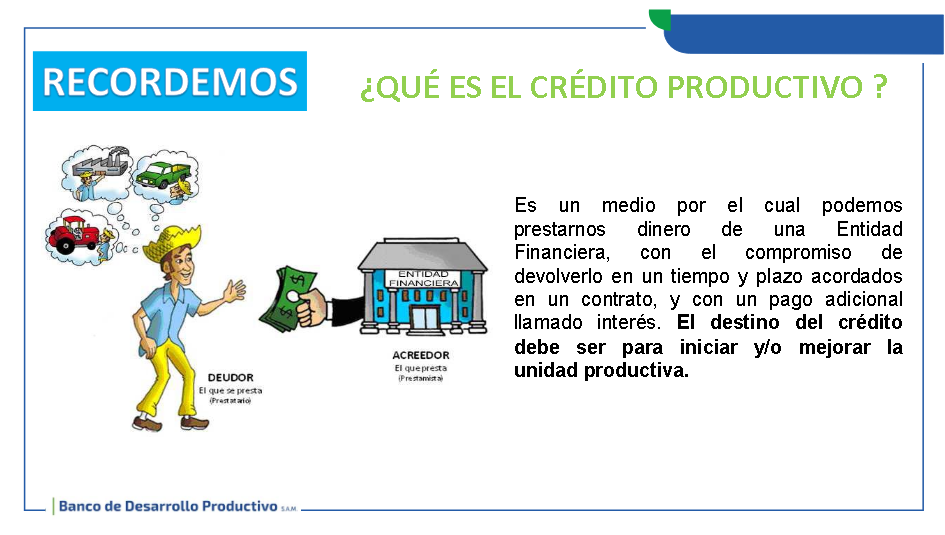 RECORDEMOS
¿QUÉ ES EL CRÉDITO PRODUCTIVO ?
Es un medio por el cual podemos
prestarnos dinero de una Entidad
Financiera, con el compromiso de
devolverlo en un tiempo y plazo acordados
en un contrato, y con un pago adicional
llamado interés. El destino del crédito
debe ser para iniciar y/o mejorar la
unidad productiva.
ENTIDAD
FINANCIERA
ACREEDOR
El que presta
(Prestamista)
DEUDOR
El que se presta
(Prestatario)
Banco de Desarrollo Productivo S.A.M.